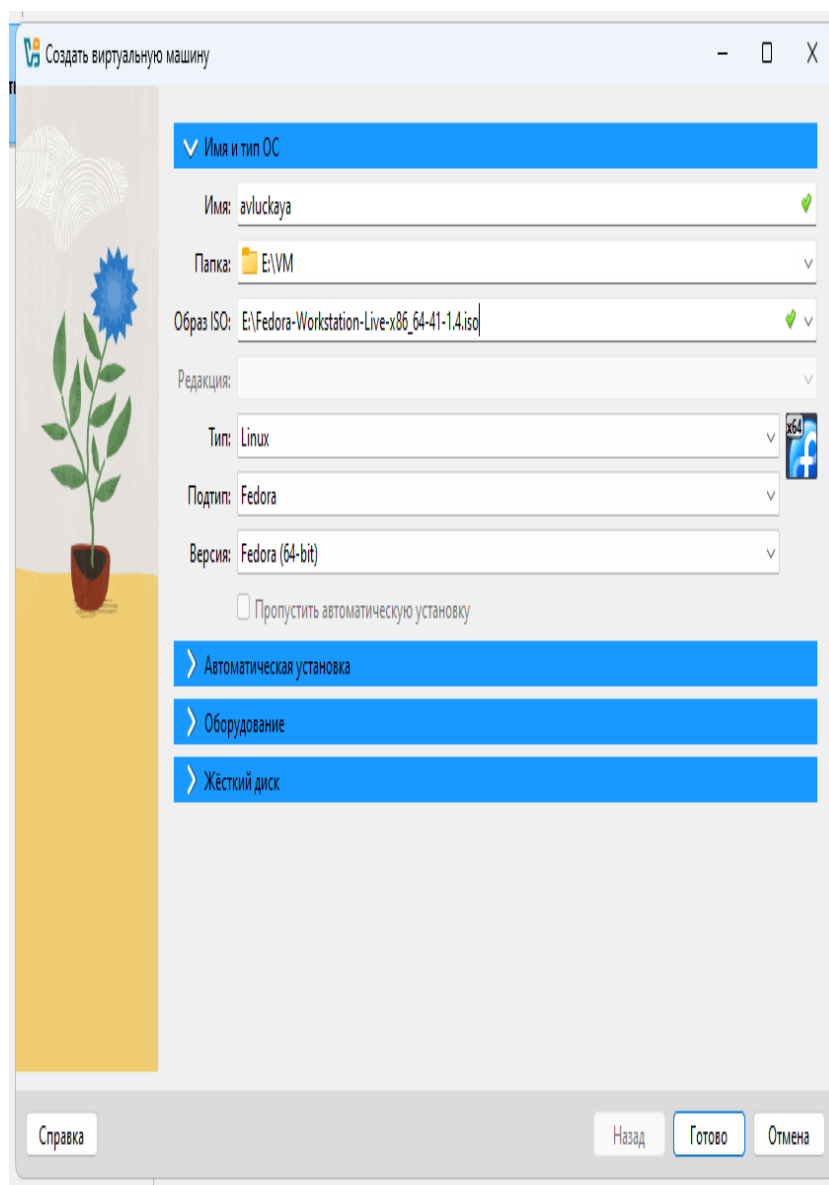 Создать виртуальную машину
Имя и тип ОС
Имя: avluckaya
Папка: E:\VM
Образ ISO: E:\Fedora-Workstation-Live-x86_64-41-1.4.iso
Редакция:
Тип: Linux
x64
Подтип: Fedora
Версия: Fedora (64-bit)
Пропустить автоматическую установку
Автоматическая установка
Оборудование
Жёсткий диск
Справка Назад Готово Отмена